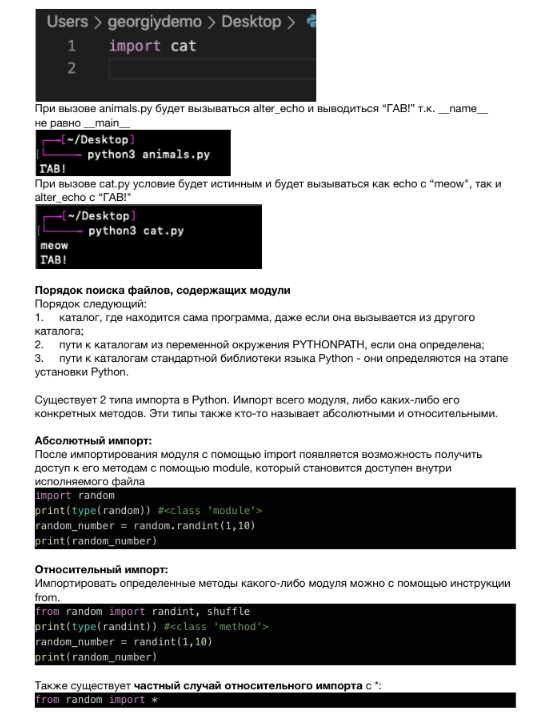 Users > georgiydemo > Desktop >
1 import cat
2
При вызове animals.py будет вызываться alter_echo и выводиться “ГАВ!” т.к. __name__
не равно __main__
[~/Desktop]
python3 animals.py
ГАВ!
При вызове cat.py условие будет истинным и будет вызываться как echo с “meow", так и
alter_echo с “ГАВ!"
[~/Desktop]
python3 cat.py
meow
ГАВ!
Порядок поиска файлов, содержащих модули
Порядок следующий:
1. каталог, где находится сама программа, даже если она вызывается из другого
каталога;
2. пути к каталогам из переменной окружения PYTHONPATH, если она определена;
3. пути к каталогам стандартной библиотеки языка Python - они определяются на этапе
установки Python.
Существует 2 типа импорта в Python. Импорт всего модуля, либо каких-либо его
конкретных методов. Эти типы также кто-то называет абсолютными и относительными.
Абсолютный импорт:
После импортирования модуля с помощью import появляется возможность получить
доступ к его методам с помощью module, который становится доступен внутри
исполняемого файла
import random
print(type(random)) #<class 'module'>
random_number = random.randint(1,10)
print(random_number)
Относительный импорт:
Импортировать определенные методы какого-либо модуля можно с помощью инструкции
from.
from random import randint, shuffle
print(type(randint)) #<class 'method'>
random_number = randint(1,10)
print(random_number)
Также существует частный случай относительного импорта с *:
from random import *